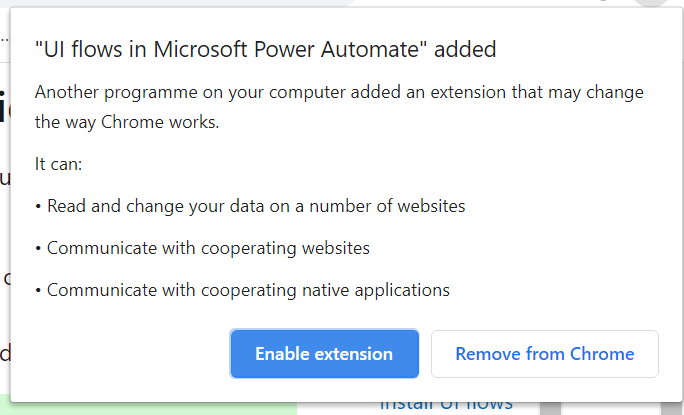 "UI flows in Microsoft Power Automate" added
Another programme on your computer added an extension that may change
the way Chrome works.
It can:
• Read and change your data on a number of websites
• Communicate with cooperating websites
• Communicate with cooperating native applications
Enable extension
Remove from Chrome
Install UI flows